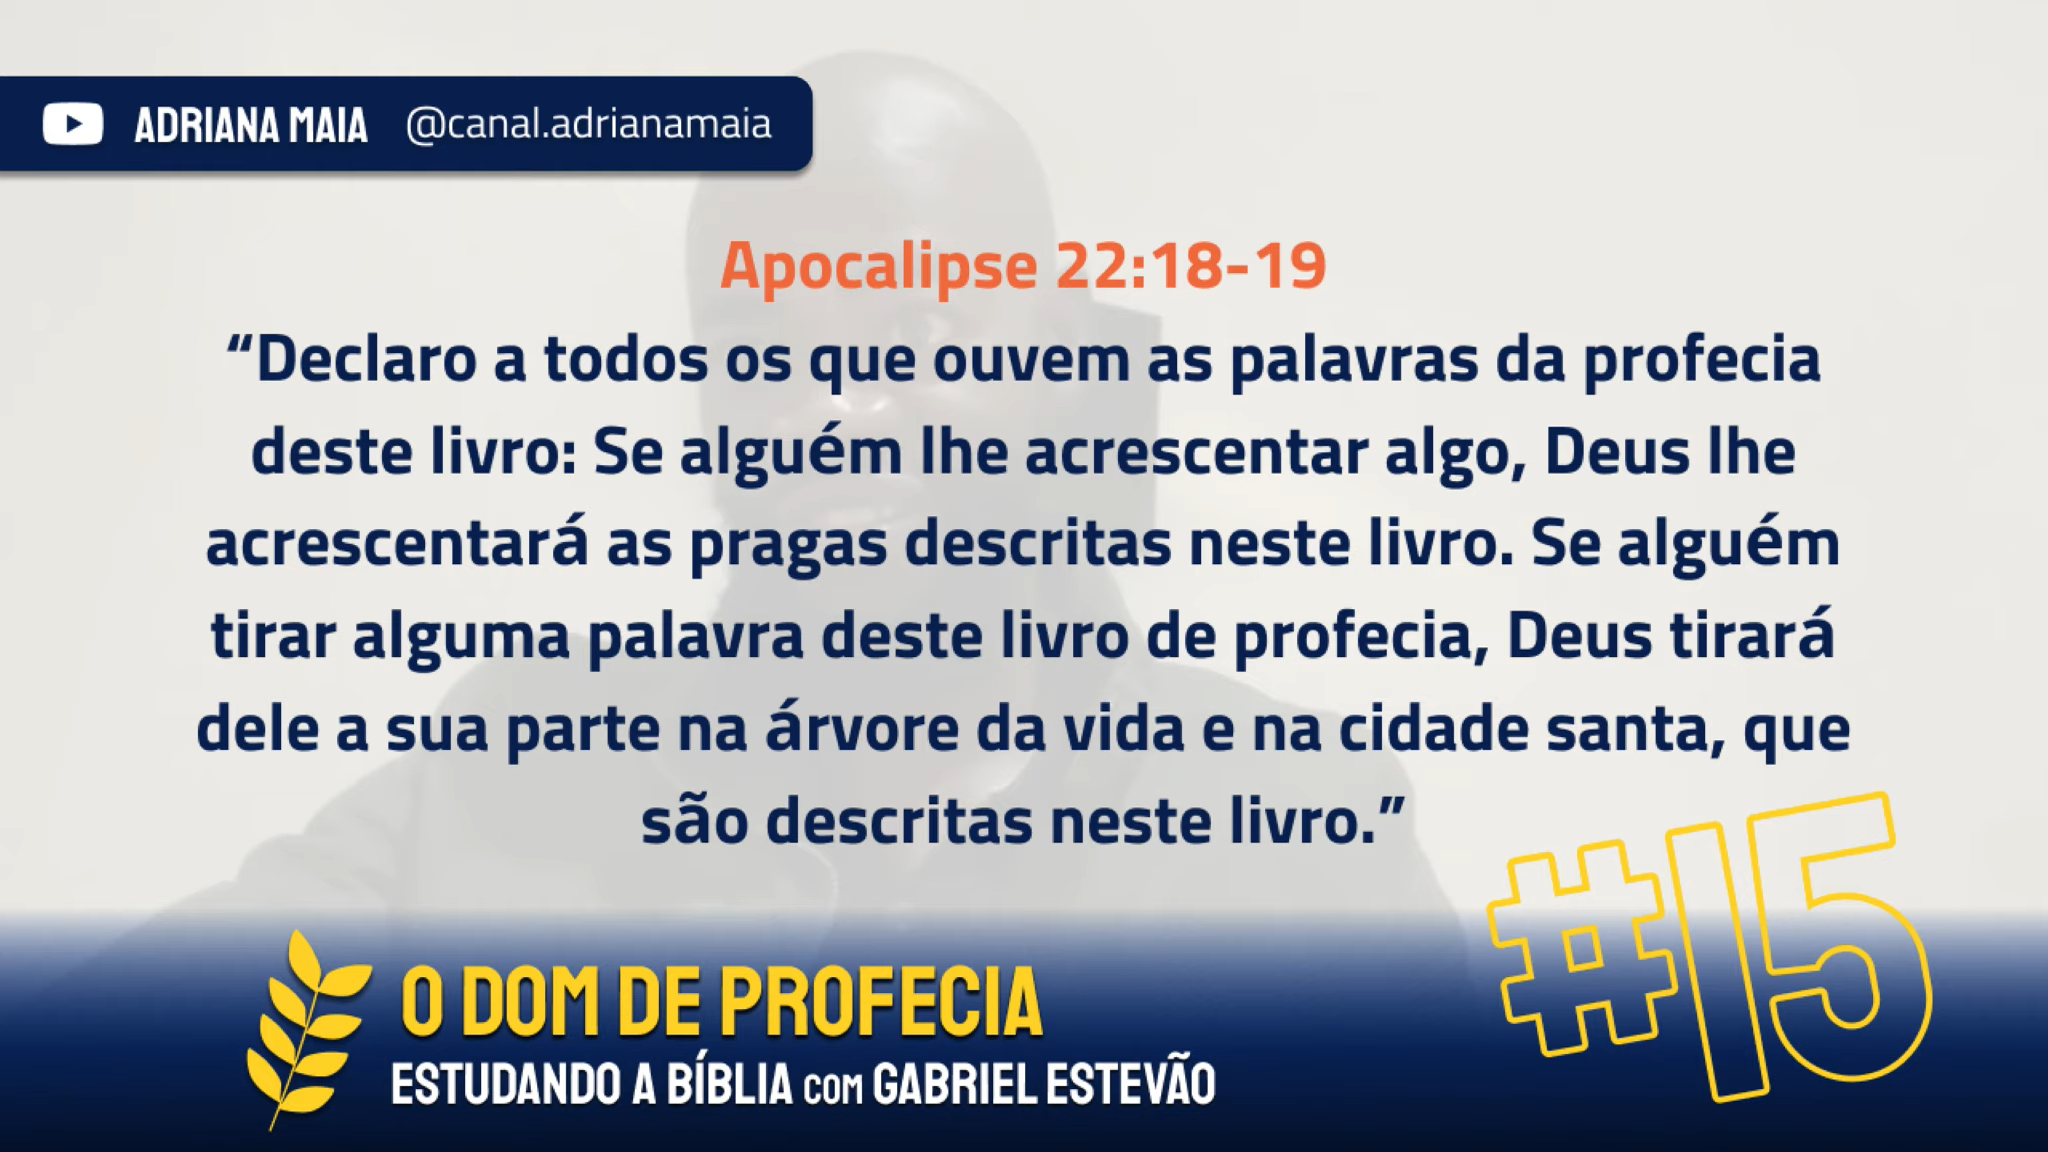 ADRIANA MAIA @canal.adrianamaia
Apocalipse 22:18-19
“Declaro a todos os que ouvem as palavras da profecia
deste livro: Se alguém lhe acrescentar algo, Deus lhe
acrescentará as pragas descritas neste livro. Se alguém
tirar alguma palavra deste livro de profecia, Deus tirará
dele a sua parte na árvore da vida e na cidade santa, que
são descritas neste livro.”
#15
O DOM DE PROFECIA
ESTUDANDO A BÍBLIA COM GABRIEL ESTEVÃO